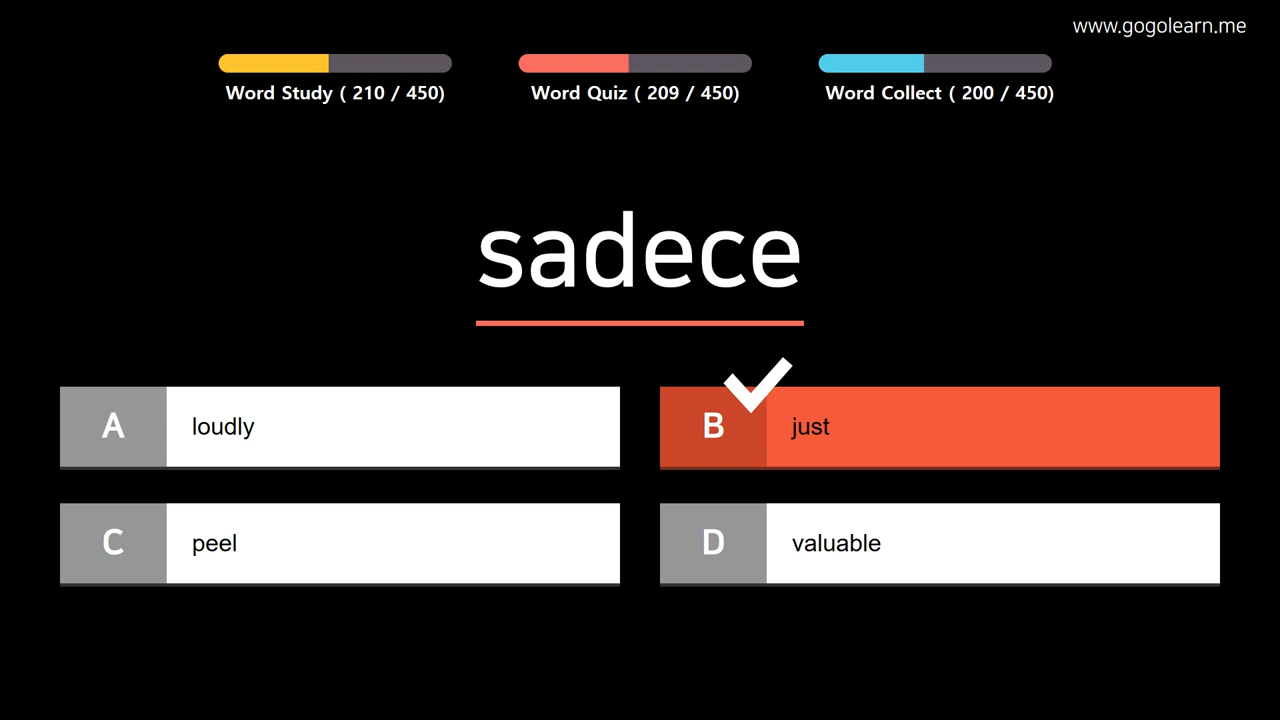 www.gogolearn.me
Word Study ( 210 / 450)
Word Quiz ( 209 / 450)
Word Collect ( 200 / 450)
sadece
A loudly
B just
C peel
D valuable